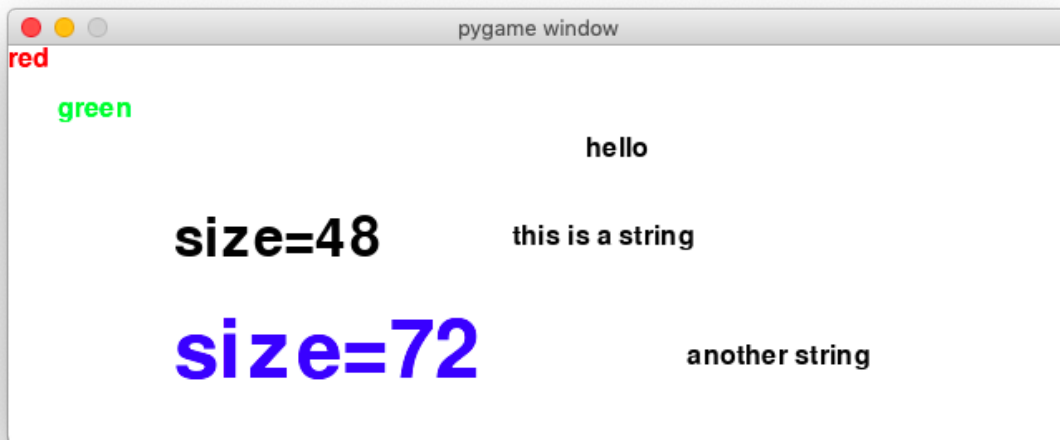 pygame window
red
green
hello
size=48
this is a string
size=72
another string